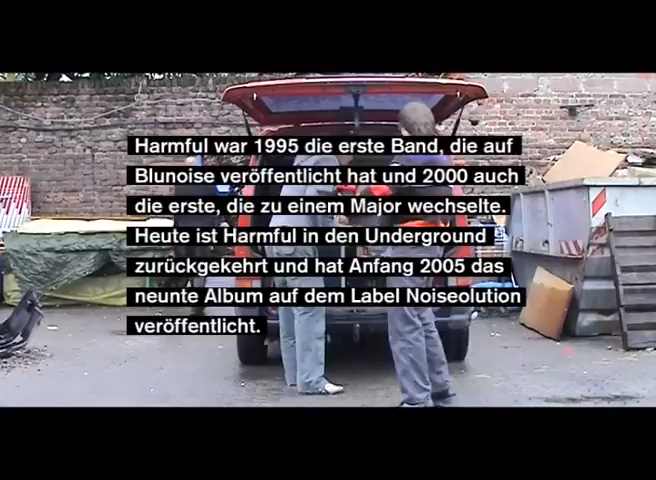 Harmful war 1995 die erste Band, die auf
Blunoise veröffentlicht hat und 2000 auch
die erste, die zu einem Major wechselte.
Heute ist Harmful in den Underground
zurückgekehrt und hat Anfang 2005 das
neunte Album auf dem Label Noiseolution
veröffentlicht.